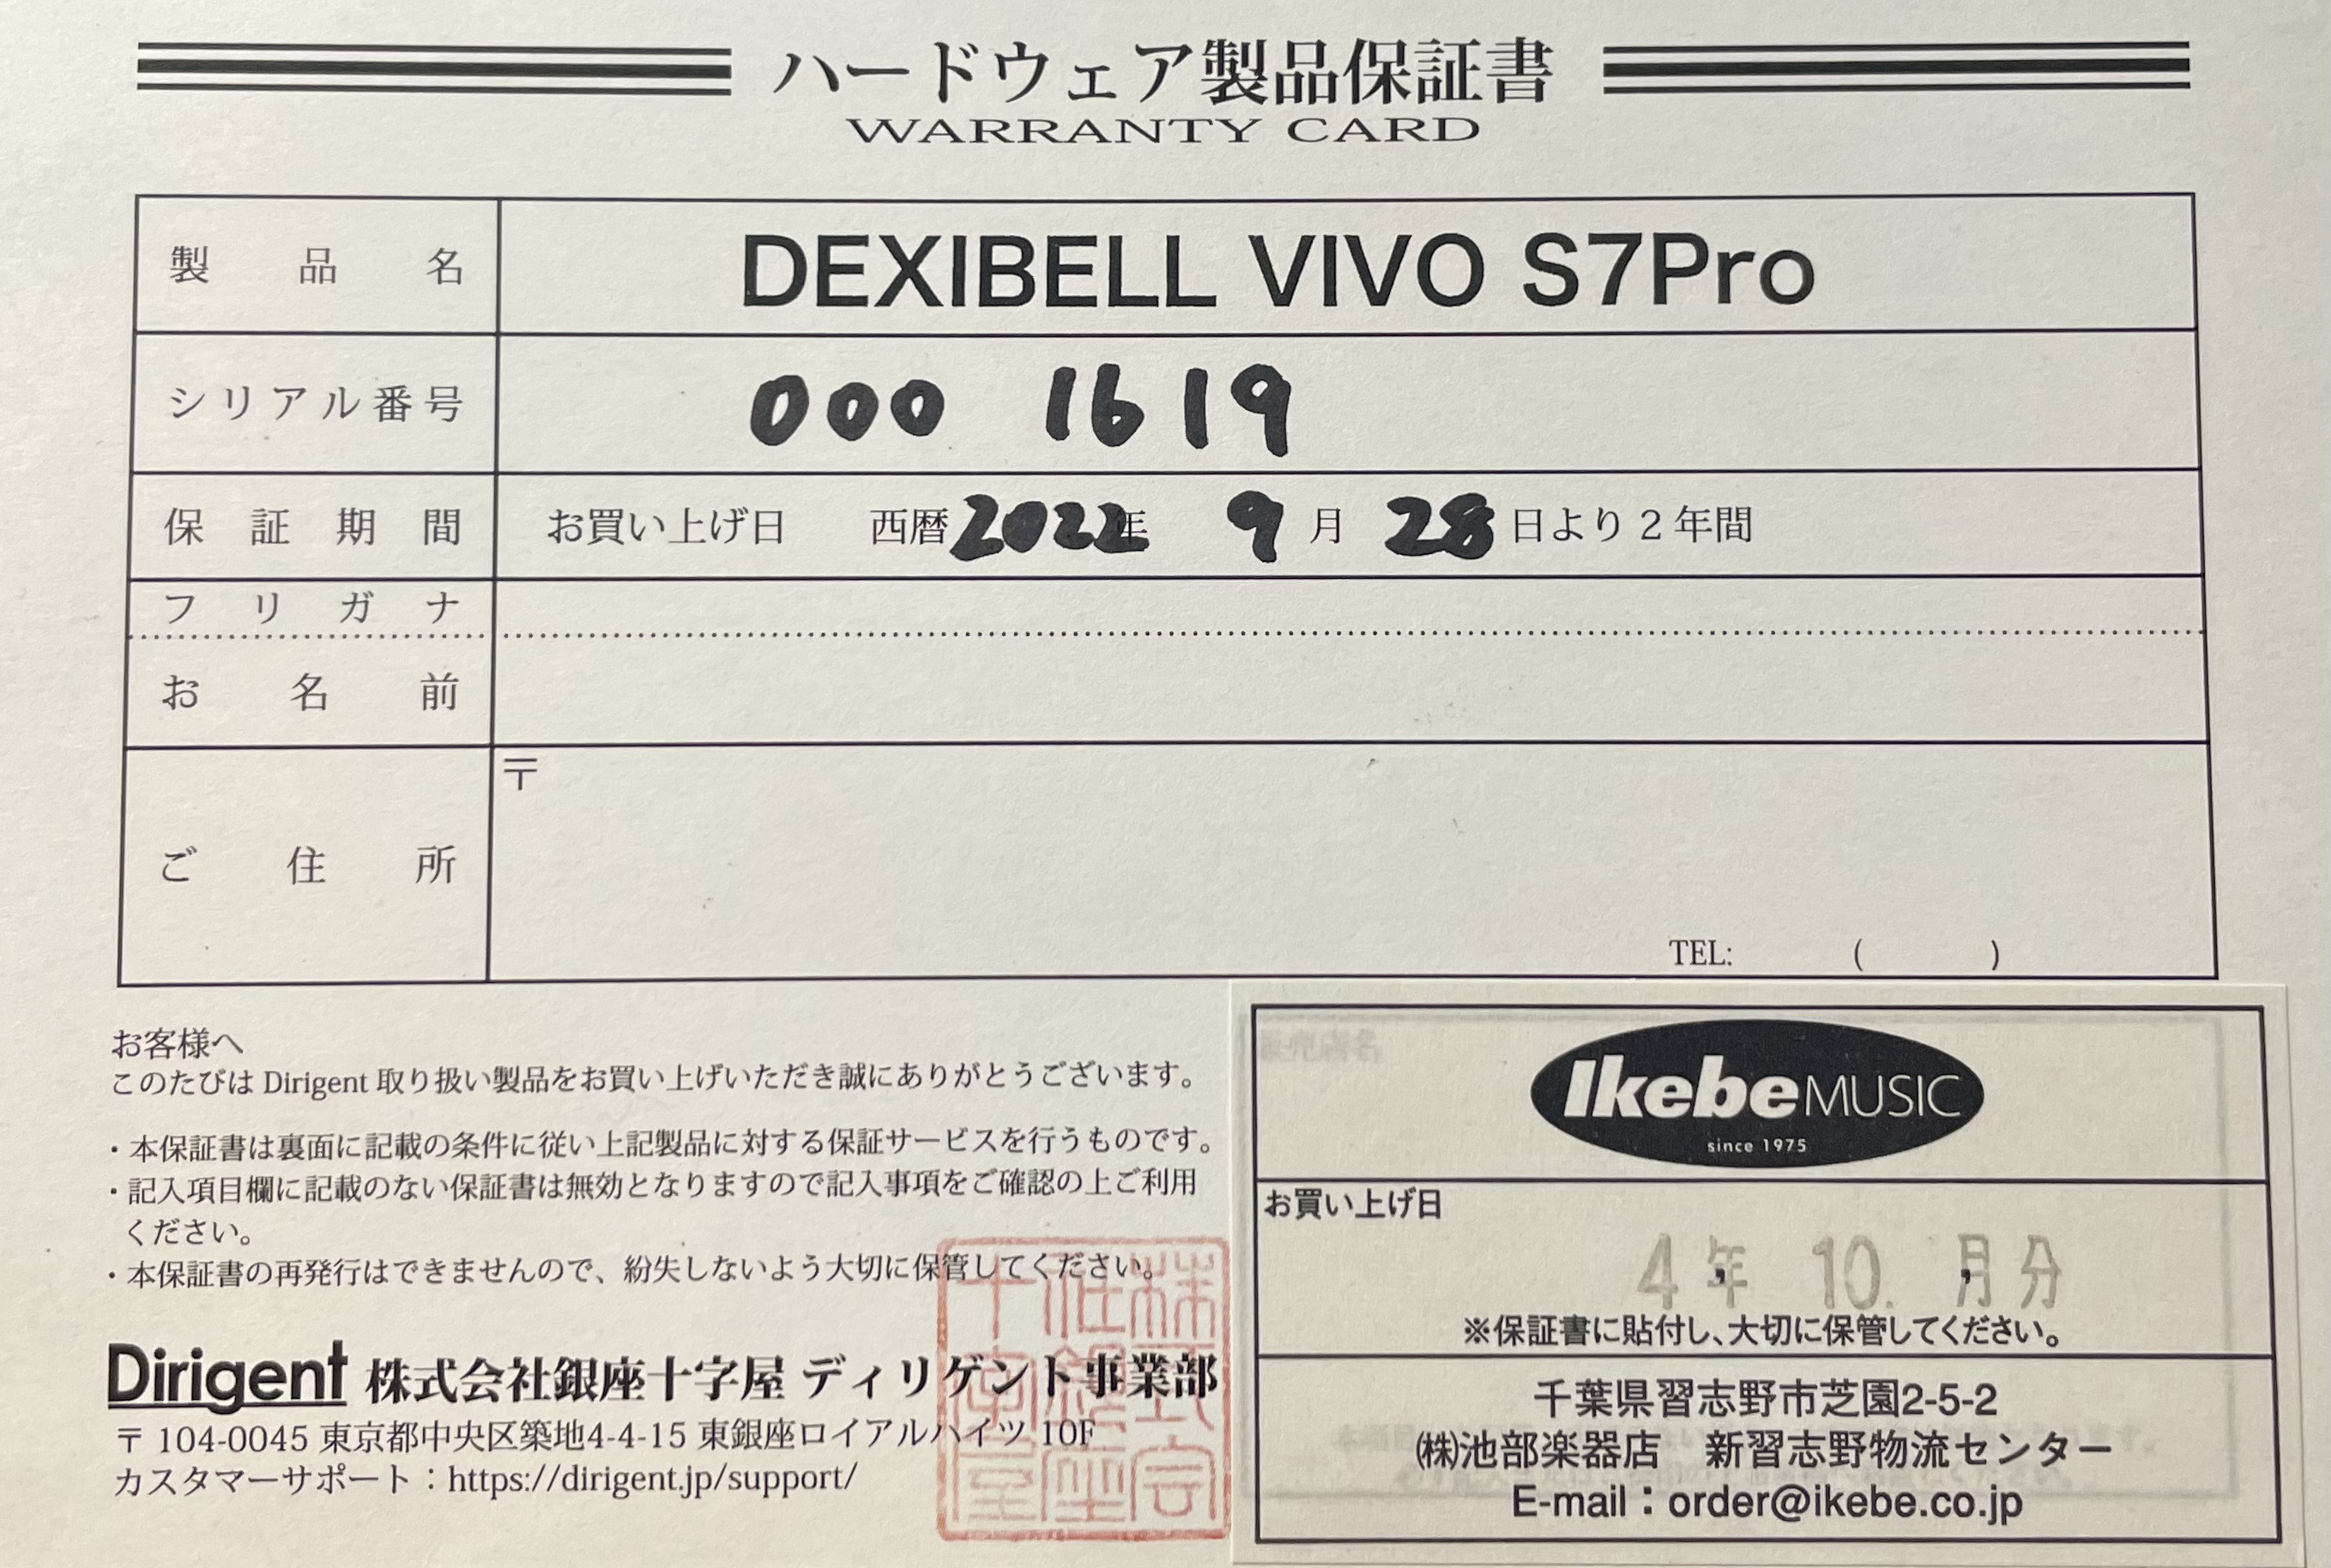 ハードウェア製品保証書
WARRANTY CARD
製品名 DEXIBELL VIVO S7Pro
シリアル番号 000 1619
保証期間 お買い上げ日 西暦2022年 9月 28日より2年間
フリガナ
お名前
ご住所 〒
TEL: ( )
お客様へ
このたびは Dirigent 取り扱い製品をお買い上げいただき誠にありがとうございます。
・本保証書は裏面に記載の条件に従い上記製品に対する保証サービスを行うものです。
・記入項目欄に記載のない保証書は無効となりますので記入事項をご確認の上ご利用
ください。
・本保証書の再発行はできませんので、紛失しないよう大切に保管してください。
Dirigent 株式会社銀座十字屋 ディリゲント事業部
〒104-0045 東京都中央区築地4-4-15 東銀座ロイアルハイツ 10F
カスタマーサポート：https://dirigent.jp/support/
株式会社銀座十字屋
IkebeMUSIC
since 1975
お買い上げ日
4年 10.月分
※保証書に貼付し、大切に保管してください。
千葉県習志野市芝園2-5-2
㈱池部楽器店 新習志野物流センター
E-mail：order@ikebe.co.jp